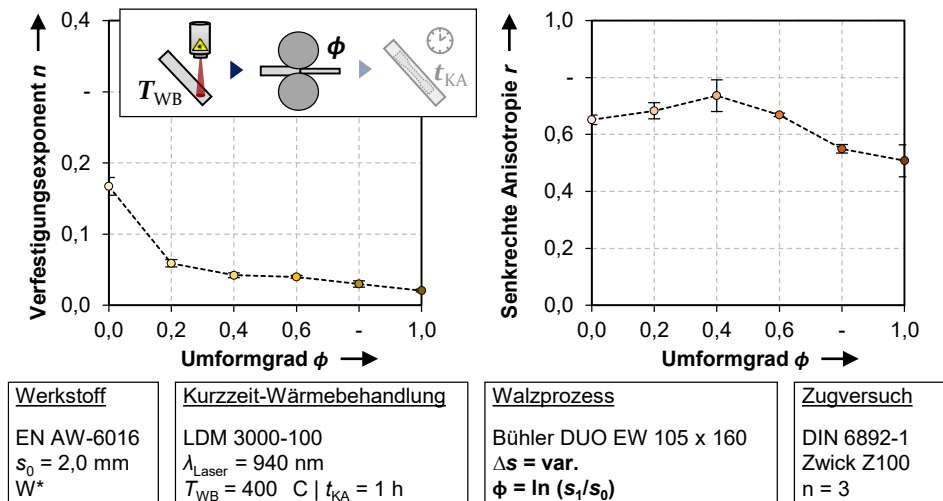 Verfestigungsexponent n
0,4
-
0,2
0,1
0,0
0,0 0,2 0,4 0,6 - 1,0
Umformgrad ϕ
T_WB
ϕ
t_KA
Senkrechte Anisotropie r
1,0
-
0,6
0,4
0,2
0,0
0,0 0,2 0,4 0,6 - 1,0
Umformgrad ϕ
Werkstoff
EN AW-6016
s₀ = 2,0 mm
W*
Kurzzeit-Wärmebehandlung
LDM 3000-100
λ_Laser = 940 nm
T_WB = 400 C | t_KA = 1 h
Walzprozess
Bühler DUO EW 105 x 160
Δs = var.
ϕ = ln (s₁/s₀)
Zugversuch
DIN 6892-1
Zwick Z100
n = 3